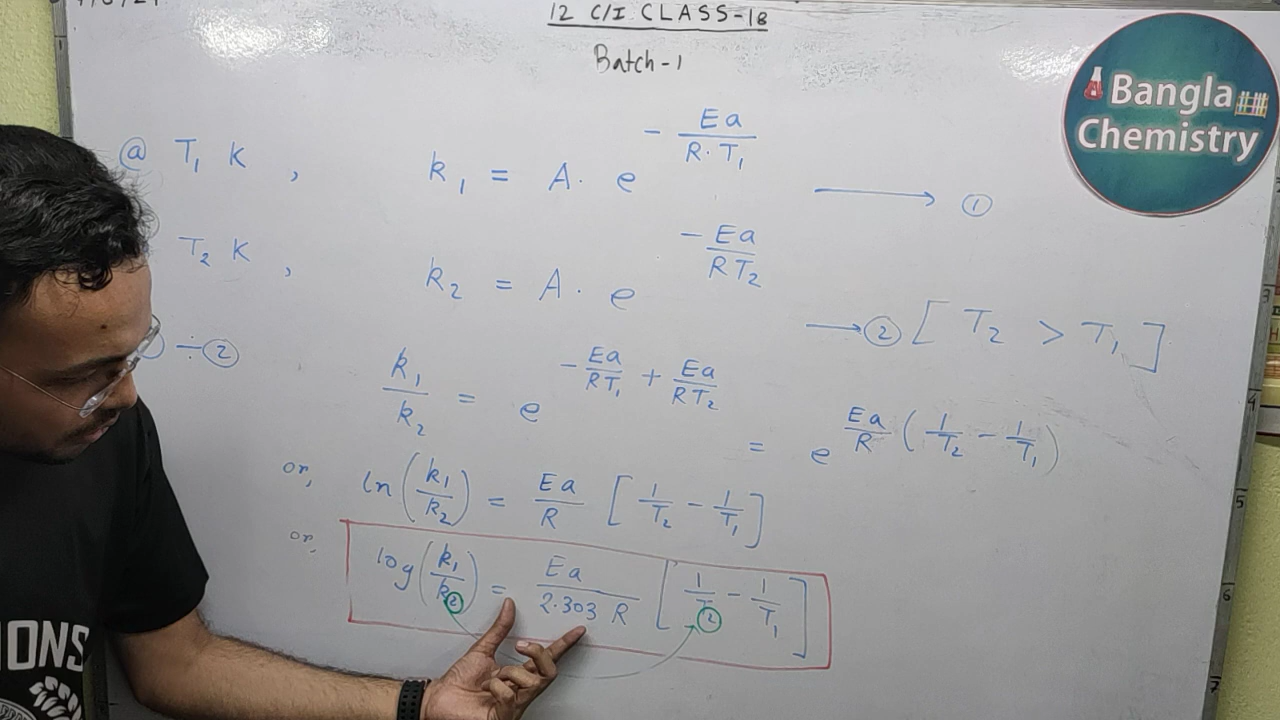 12 C/I CLASS-18
Batch-1
Bangla
Chemistry
@ T₁ K , k₁ = A. e^(-Ea/R·T₁) ⟶ ①
T₂ K , k₂ = A. e^(-Ea/RT₂) ⟶ ② [T₂ > T₁]
÷ ②
k₁/k₂ = e^(-Ea/RT₁ + Ea/RT₂) = e^(Ea/R (1/T₂ - 1/T₁))
or, ln(k₁/k₂) = Ea/R [1/T₂ - 1/T₁]
or, log(k₁/k₂) = Ea/2.303 R [1/T₂ - 1/T₁]
IONS